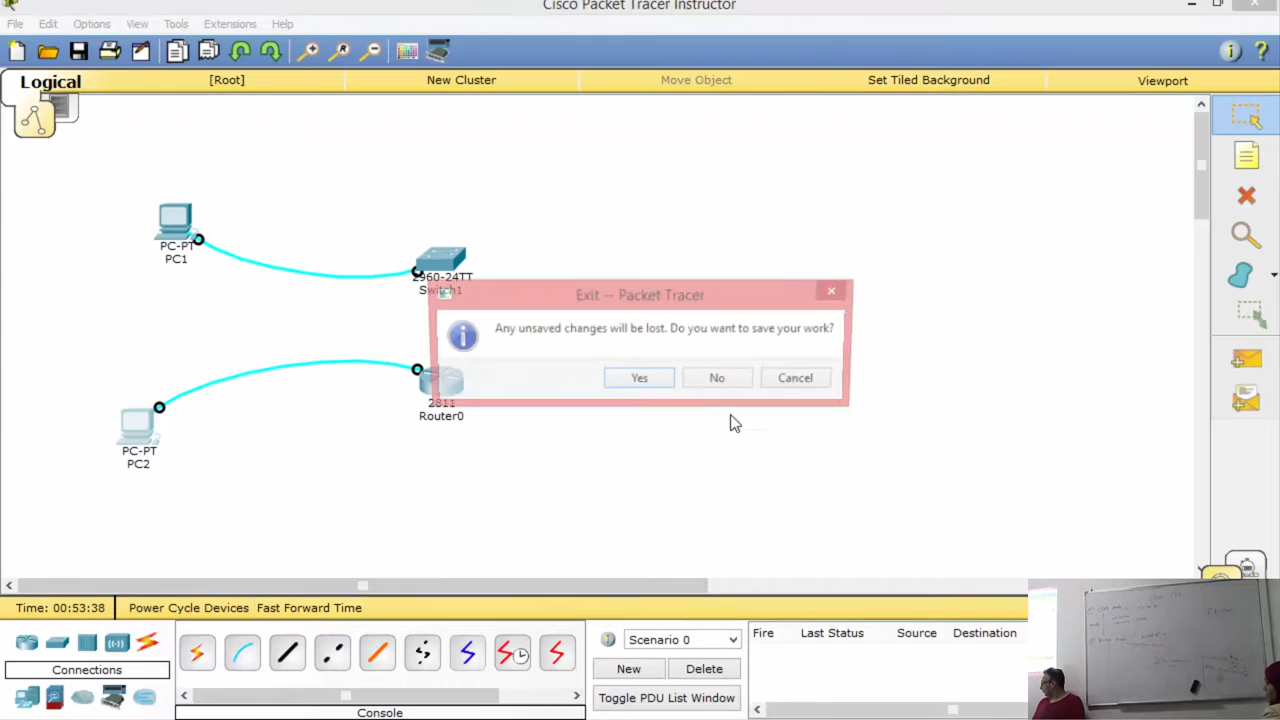 Cisco Packet Tracer Instructor
File Edit Options View Tools Extensions Help
Logical
[Root]
New Cluster
Move Object
Set Tiled Background
Viewport
PC-PT
PC1
2960-24TT
Switch1
Exit -- Packet Tracer
Any unsaved changes will be lost. Do you want to save your work?
Yes No Cancel
2811
Router0
PC-PT
PC2
Time: 00:53:38 Power Cycle Devices Fast Forward Time
Scenario 0
Fire Last Status Source Destination
Connections
New Delete
Toggle PDU List Window
Console